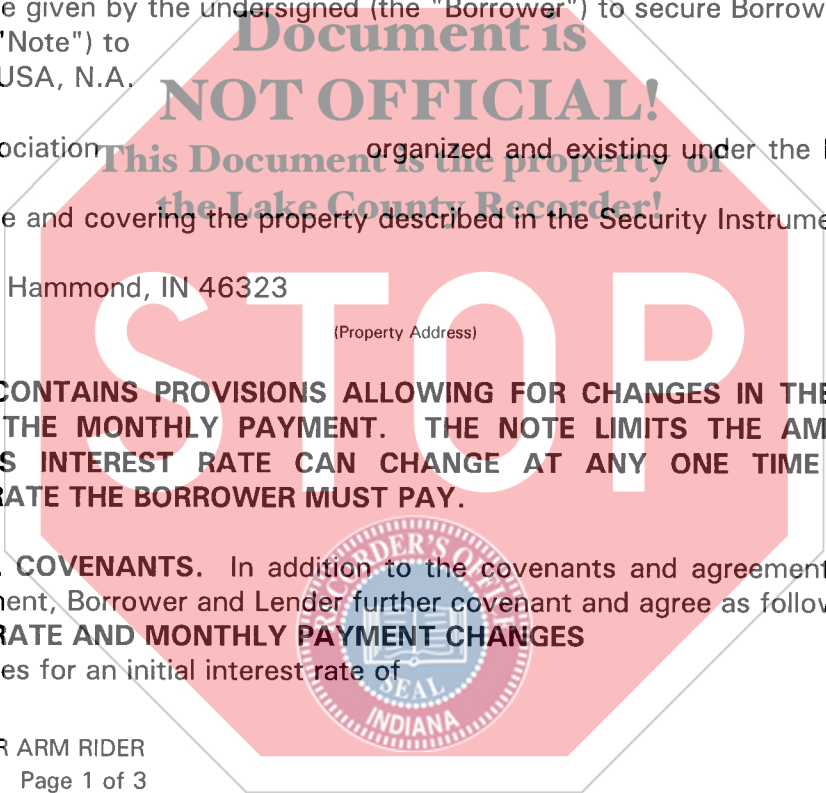 e given by the undersigned (the "Borrower") to secure Borrow
Document is
"Note") to
USA, N.A.
NOT OFFICIAL!
ociation organized and existing under the
This Document is the property of
the Lake County Recorder!
e and covering the property described in the Security Instrume
Hammond, IN 46323
STOP
(Property Address)
CONTAINS PROVISIONS ALLOWING FOR CHANGES IN THE
THE MONTHLY PAYMENT. THE NOTE LIMITS THE AM
S INTEREST RATE CAN CHANGE AT ANY ONE TIME
RATE THE BORROWER MUST PAY.
COVENANTS. In addition to the covenants and agreement
ent, Borrower and Lender further covenant and agree as follov
RATE AND MONTHLY PAYMENT CHANGES
es for an initial interest rate of
RECORDER'S OFFICE
SEAL
INDIANA
R ARM RIDER
Page 1 of 3